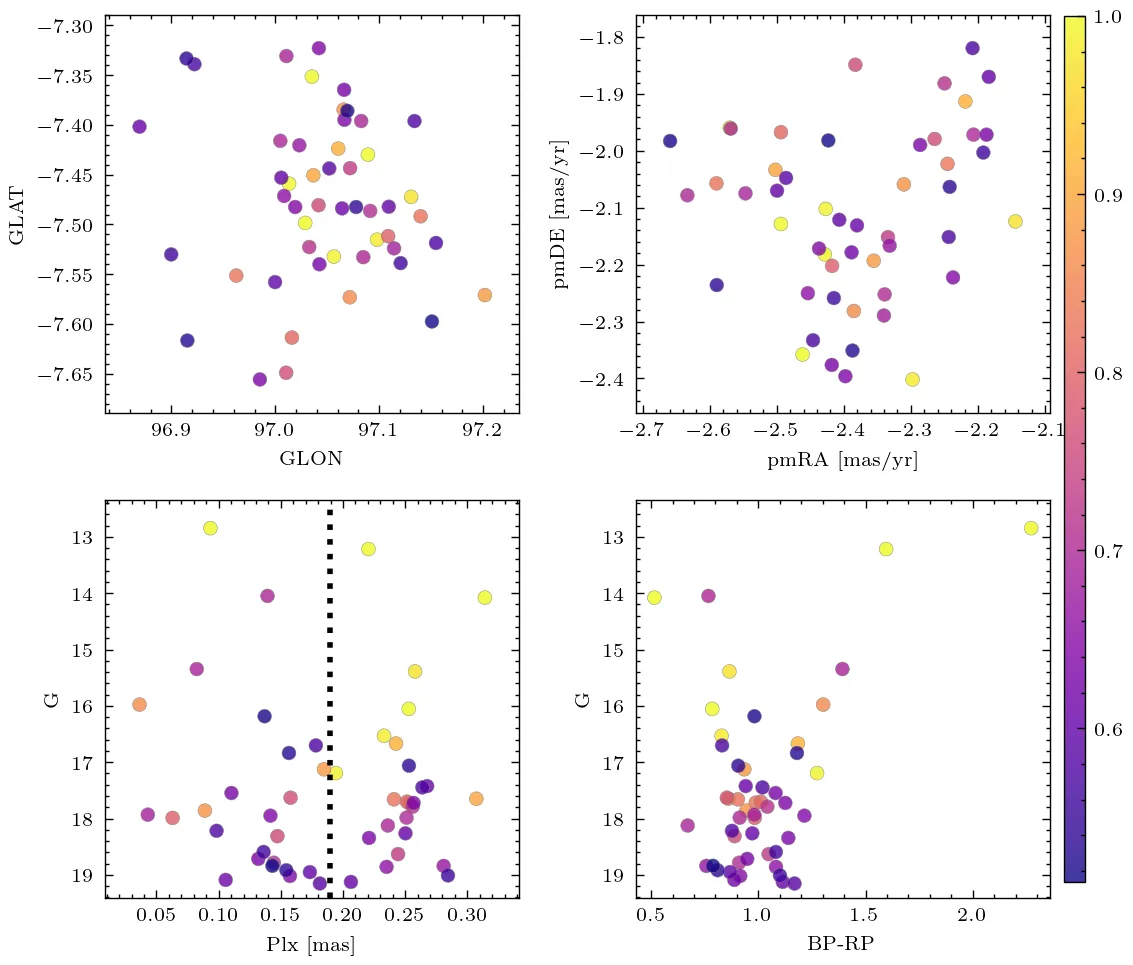 −7.30
−7.35
−7.40
−7.45
−7.50
−7.55
−7.60
−7.65
GLAT
96.9 97.0 97.1 97.2
GLON
−1.8
−1.9
−2.0
−2.1
−2.2
−2.3
−2.4
pmDE [mas/yr]
−2.7 −2.6 −2.5 −2.4 −2.3 −2.2 −2.1
pmRA [mas/yr]
1.0
0.9
0.8
0.7
0.6
13
14
15
16
17
18
19
G
0.05 0.10 0.15 0.20 0.25 0.30
Plx [mas]
13
14
15
16
17
18
19
G
0.5 1.0 1.5 2.0
BP-RP